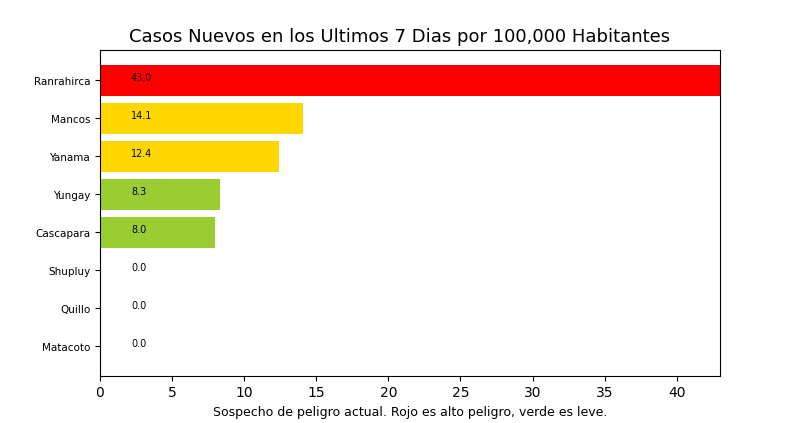 Casos Nuevos en los Ultimos 7 Dias por 100,000 Habitantes
Ranrahirca 43.0
Mancos 14.1
Yanama 12.4
Yungay 8.3
Cascapara 8.0
Shupluy 0.0
Quillo 0.0
Matacoto 0.0
0 5 10 15 20 25 30 35 40
Sospecho de peligro actual. Rojo es alto peligro, verde es leve.